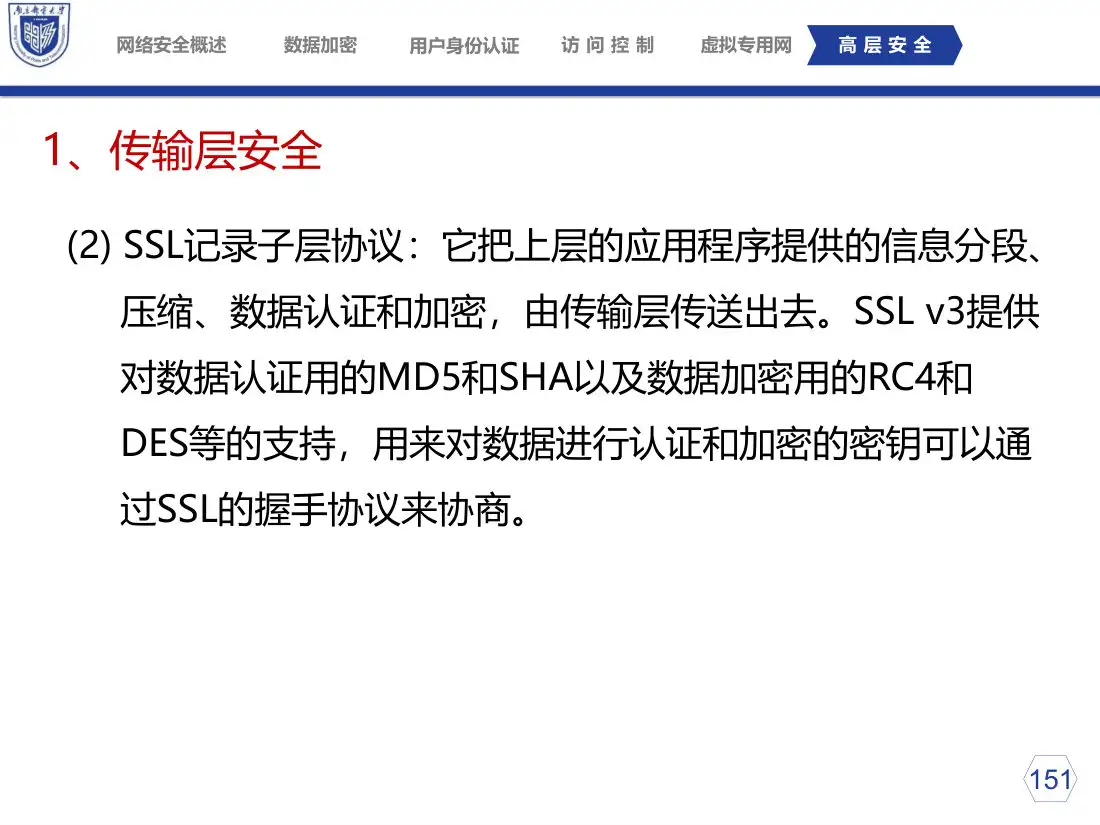 网络安全概述 数据加密 用户身份认证 访问控制 虚拟专用网 高层安全
1、传输层安全
(2) SSL记录子层协议：它把上层的应用程序提供的信息分段、
压缩、数据认证和加密，由传输层传送出去。SSL v3提供
对数据认证用的MD5和SHA以及数据加密用的RC4和
DES等的支持，用来对数据进行认证和加密的密钥可以通
过SSL的握手协议来协商。
151